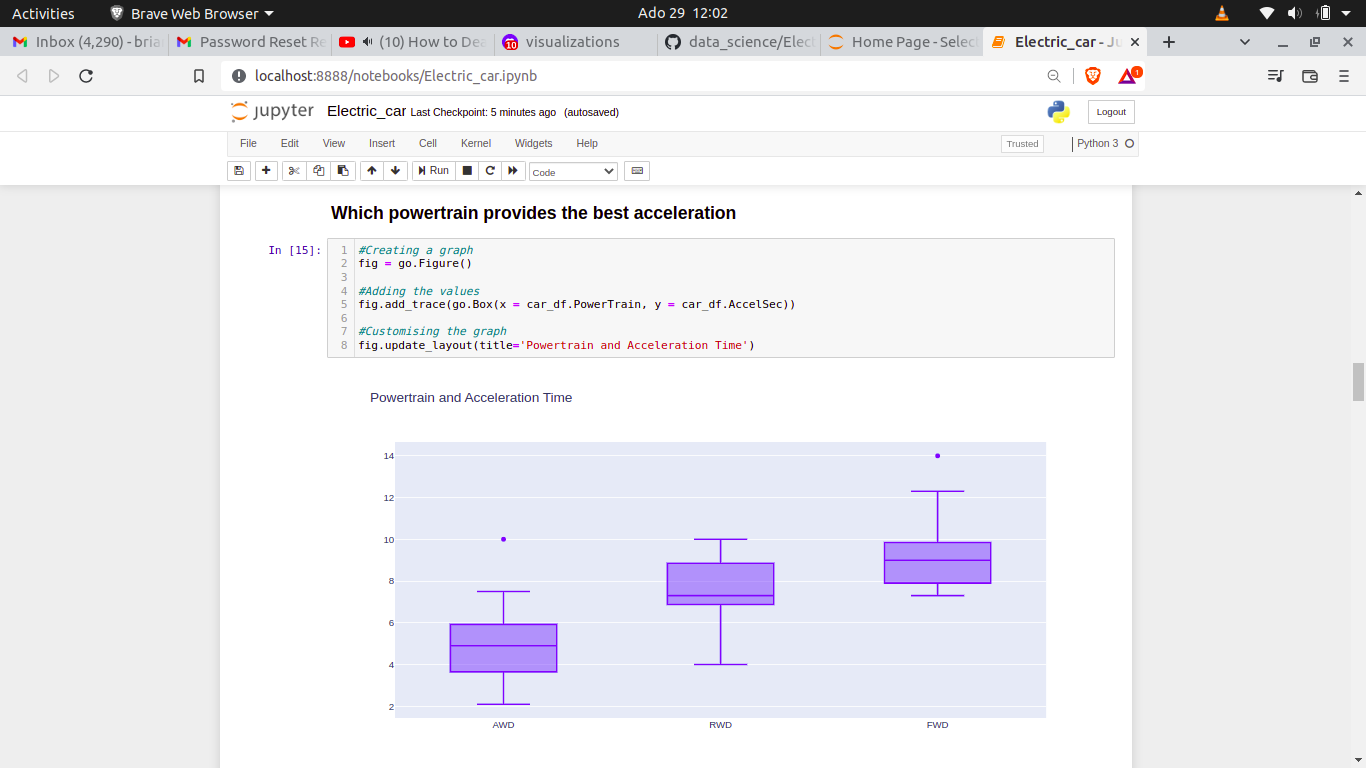 Activities Brave Web Browser Ado 29 12:02
Inbox (4,290) - bria Password Reset Re (10) How to Dea visualizations data_science/Elect Home Page - Select Electric_car - Ju
localhost:8888/notebooks/Electric_car.ipynb
jupyter Electric_car Last Checkpoint: 5 minutes ago (autosaved) Logout
File Edit View Insert Cell Kernel Widgets Help Trusted Python 3
Run Code
Which powertrain provides the best acceleration
In [15]:
1 #Creating a graph
2 fig = go.Figure()
3
4 #Adding the values
5 fig.add_trace(go.Box(x = car_df.PowerTrain, y = car_df.AccelSec))
6
7 #Customising the graph
8 fig.update_layout(title='Powertrain and Acceleration Time')
Powertrain and Acceleration Time
14
12
10
8
6
4
2
AWD RWD FWD